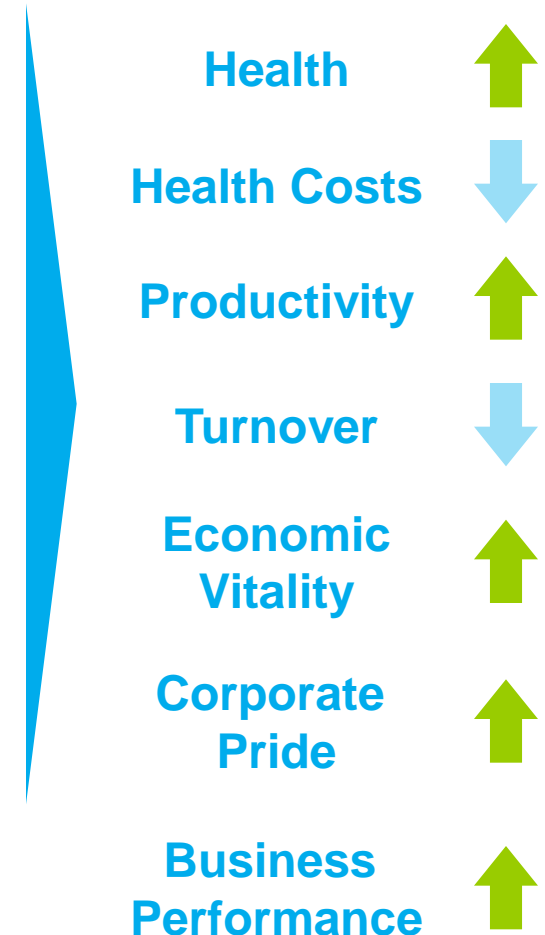 Health
Health Costs
Productivity
Turnover
Economic
Vitality
Corporate
Pride
Business
Performance